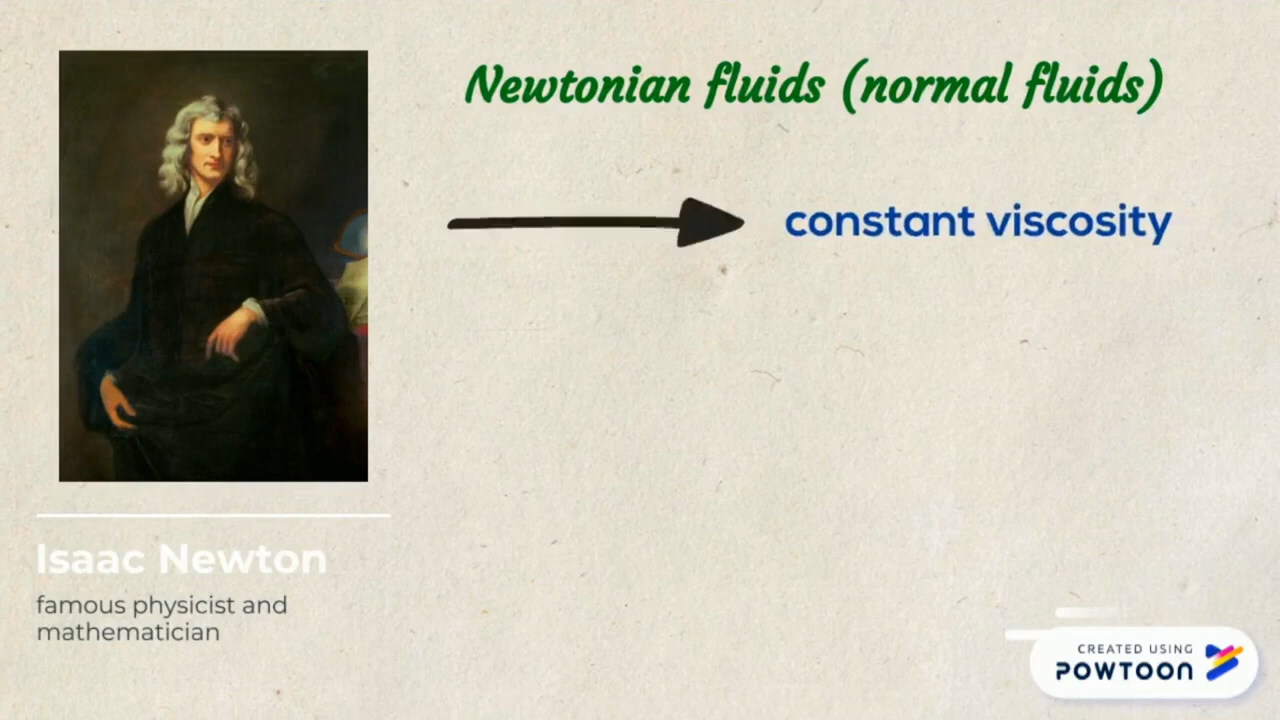 Newtonian fluids (normal fluids)
constant viscosity
Isaac Newton
famous physicist and
mathematician
CREATED USING
POWTOON